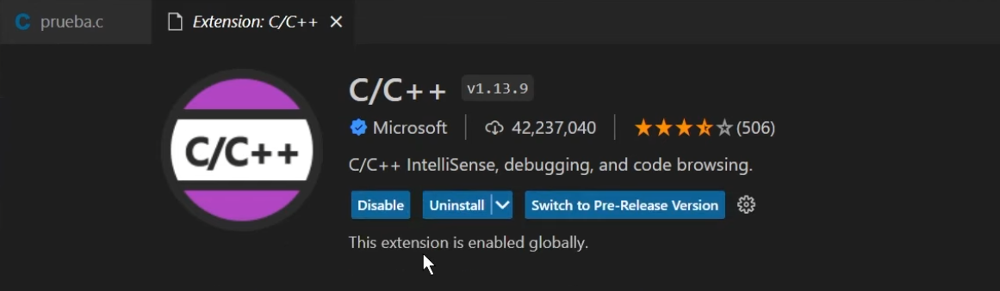 C prueba.c Extension: C/C++
C/C++
C/C++ v1.13.9
Microsoft 42,237,040 (506)
C/C++ IntelliSense, debugging, and code browsing.
Disable Uninstall Switch to Pre-Release Version
This extension is enabled globally.